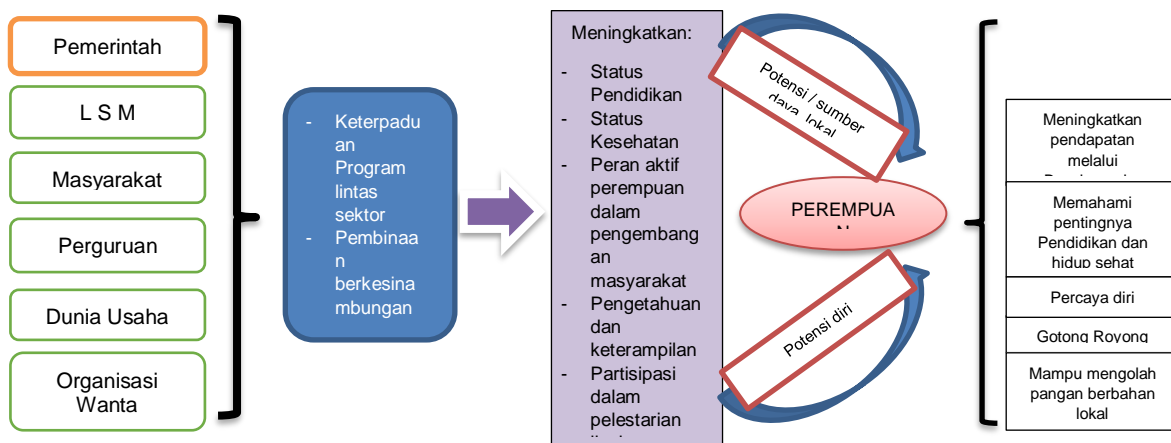 Pemerintah
L S M
Masyarakat
Perguruan
Dunia Usaha
Organisasi
Wanta
- Keterpadu
an
Program
lintas
sektor
- Pembinaa
n
berkesina
mbungan
Meningkatkan:
- Status
Pendidikan
- Status
Kesehatan
- Peran aktif
perempuan
dalam
pengembang
an
masyarakat
- Pengetahuan
dan
keterampilan
- Partisipasi
dalam
pelestarian
Potensi / sumber
daya lokal
PEREMPUA
N
Potensi diri
Meningkatkan
pendapatan
melalui
Memahami
pentingnya
Pendidikan dan
hidup sehat
Percaya diri
Gotong Royong
Mampu mengolah
pangan berbahan
lokal